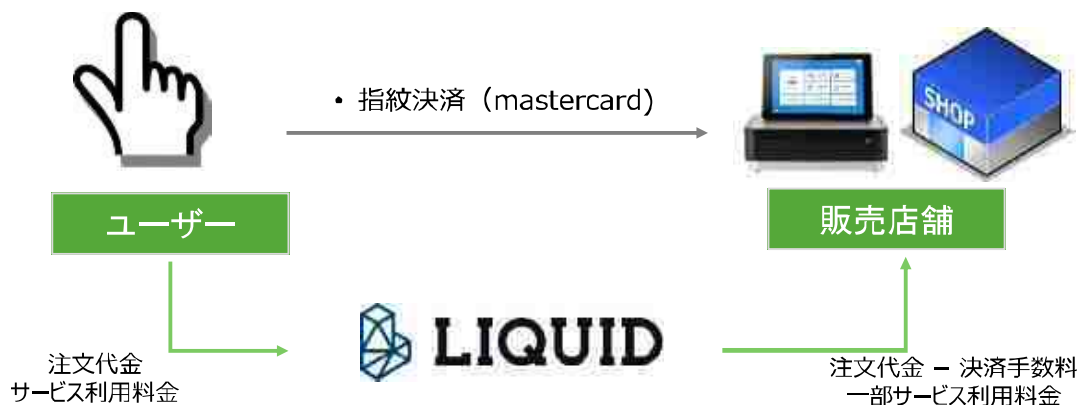 • 指紋決済（mastercard)
SHOP
ユーザー
販売店舗
LIQUID
注文代金
サービス利用料金
注文代金 － 決済手数料
一部サービス利用料金